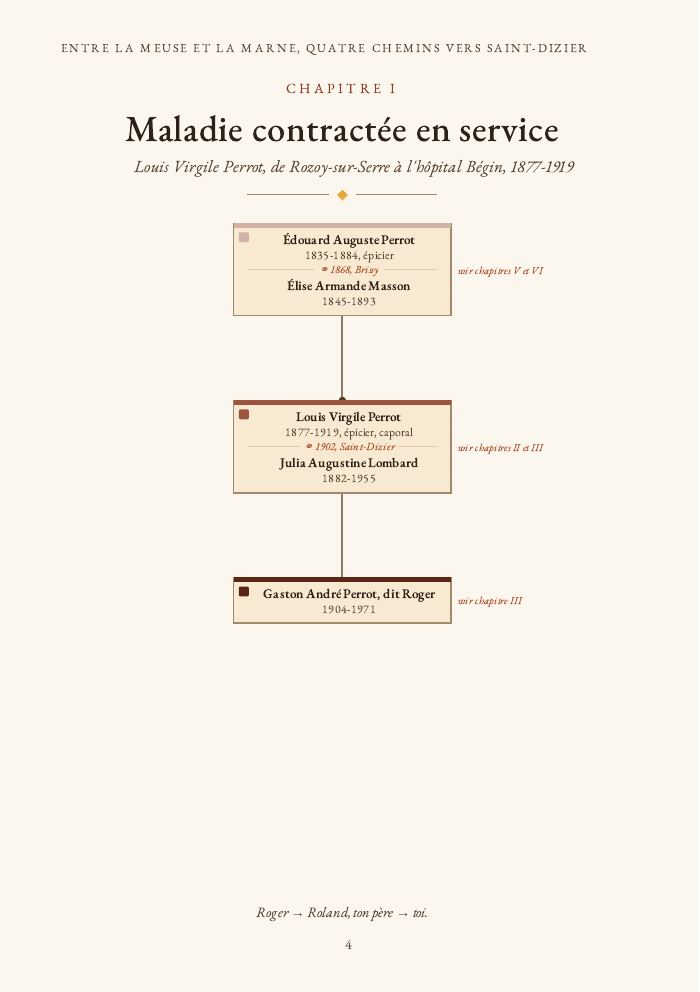 ENTRE LA MEUSE ET LA MARNE, QUATRE CHEMINS VERS SAINT-DIZIER
CHAPITRE I
Maladie contractée en service
Louis Virgile Perrot, de Rozoy-sur-Serre à l'hôpital Bégin, 1877-1919
Édouard Auguste Perrot
1835-1884, épicier
⚭ 1868, Brissy
Élise Armande Masson
1845-1893
voir chapitres V et VI
Louis Virgile Perrot
1877-1919, épicier, caporal
⚭ 1902, Saint-Dizier
Julia Augustine Lombard
1882-1955
voir chapitres II et III
Gaston André Perrot, dit Roger
1904-1971
voir chapitre III
Roger → Roland, ton père → toi.
4